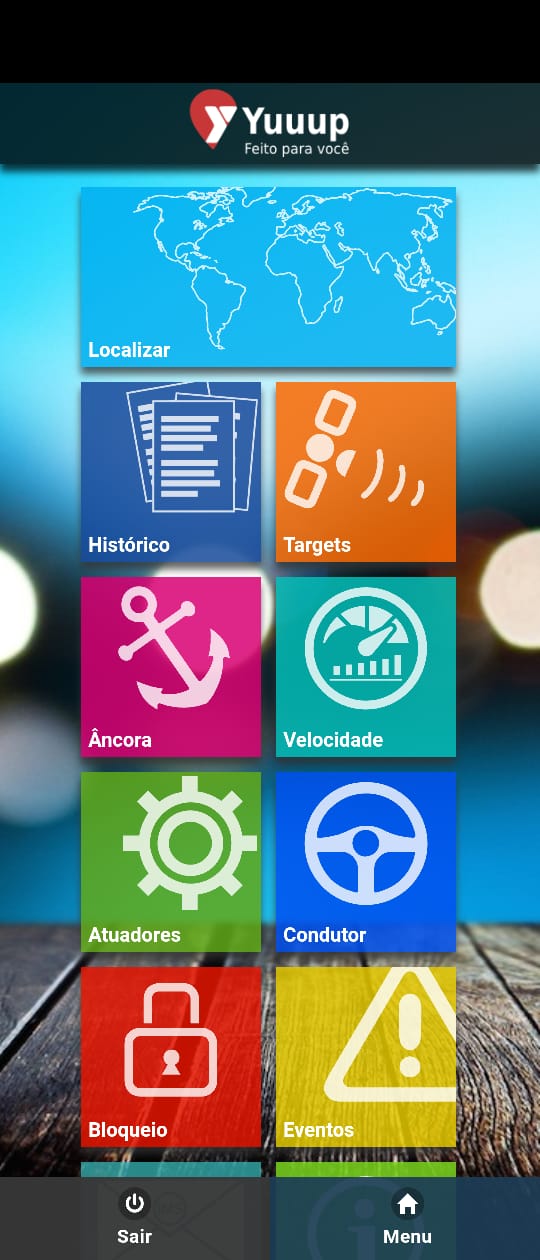 Yuuup
Feito para você
Localizar
Histórico
Targets
Âncora
Velocidade
Atuadores
Condutor
Bloqueio
Eventos
Sair
Menu